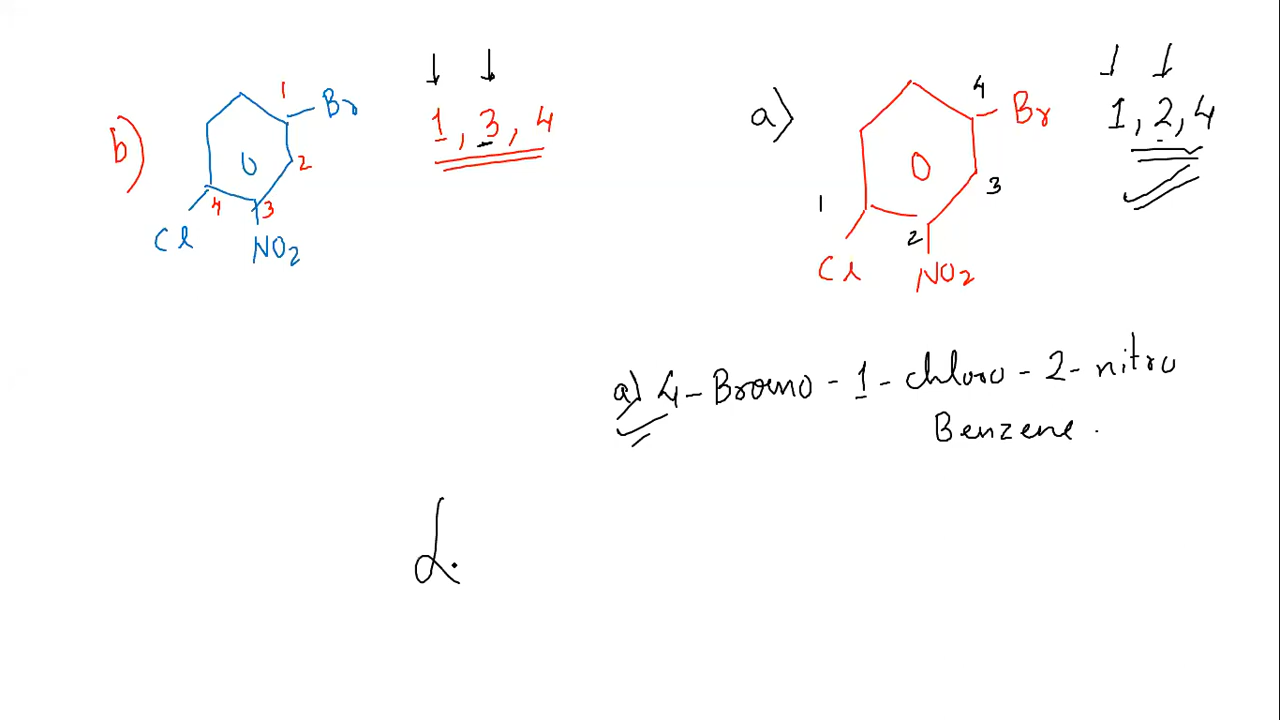 b)
1
Br
2
3
4
Cl
NO2
1, 3, 4
a)
4
Br
3
2
1
Cl
NO2
1, 2, 4
a) 4-Bromo-1-chloro-2-nitro
Benzene.